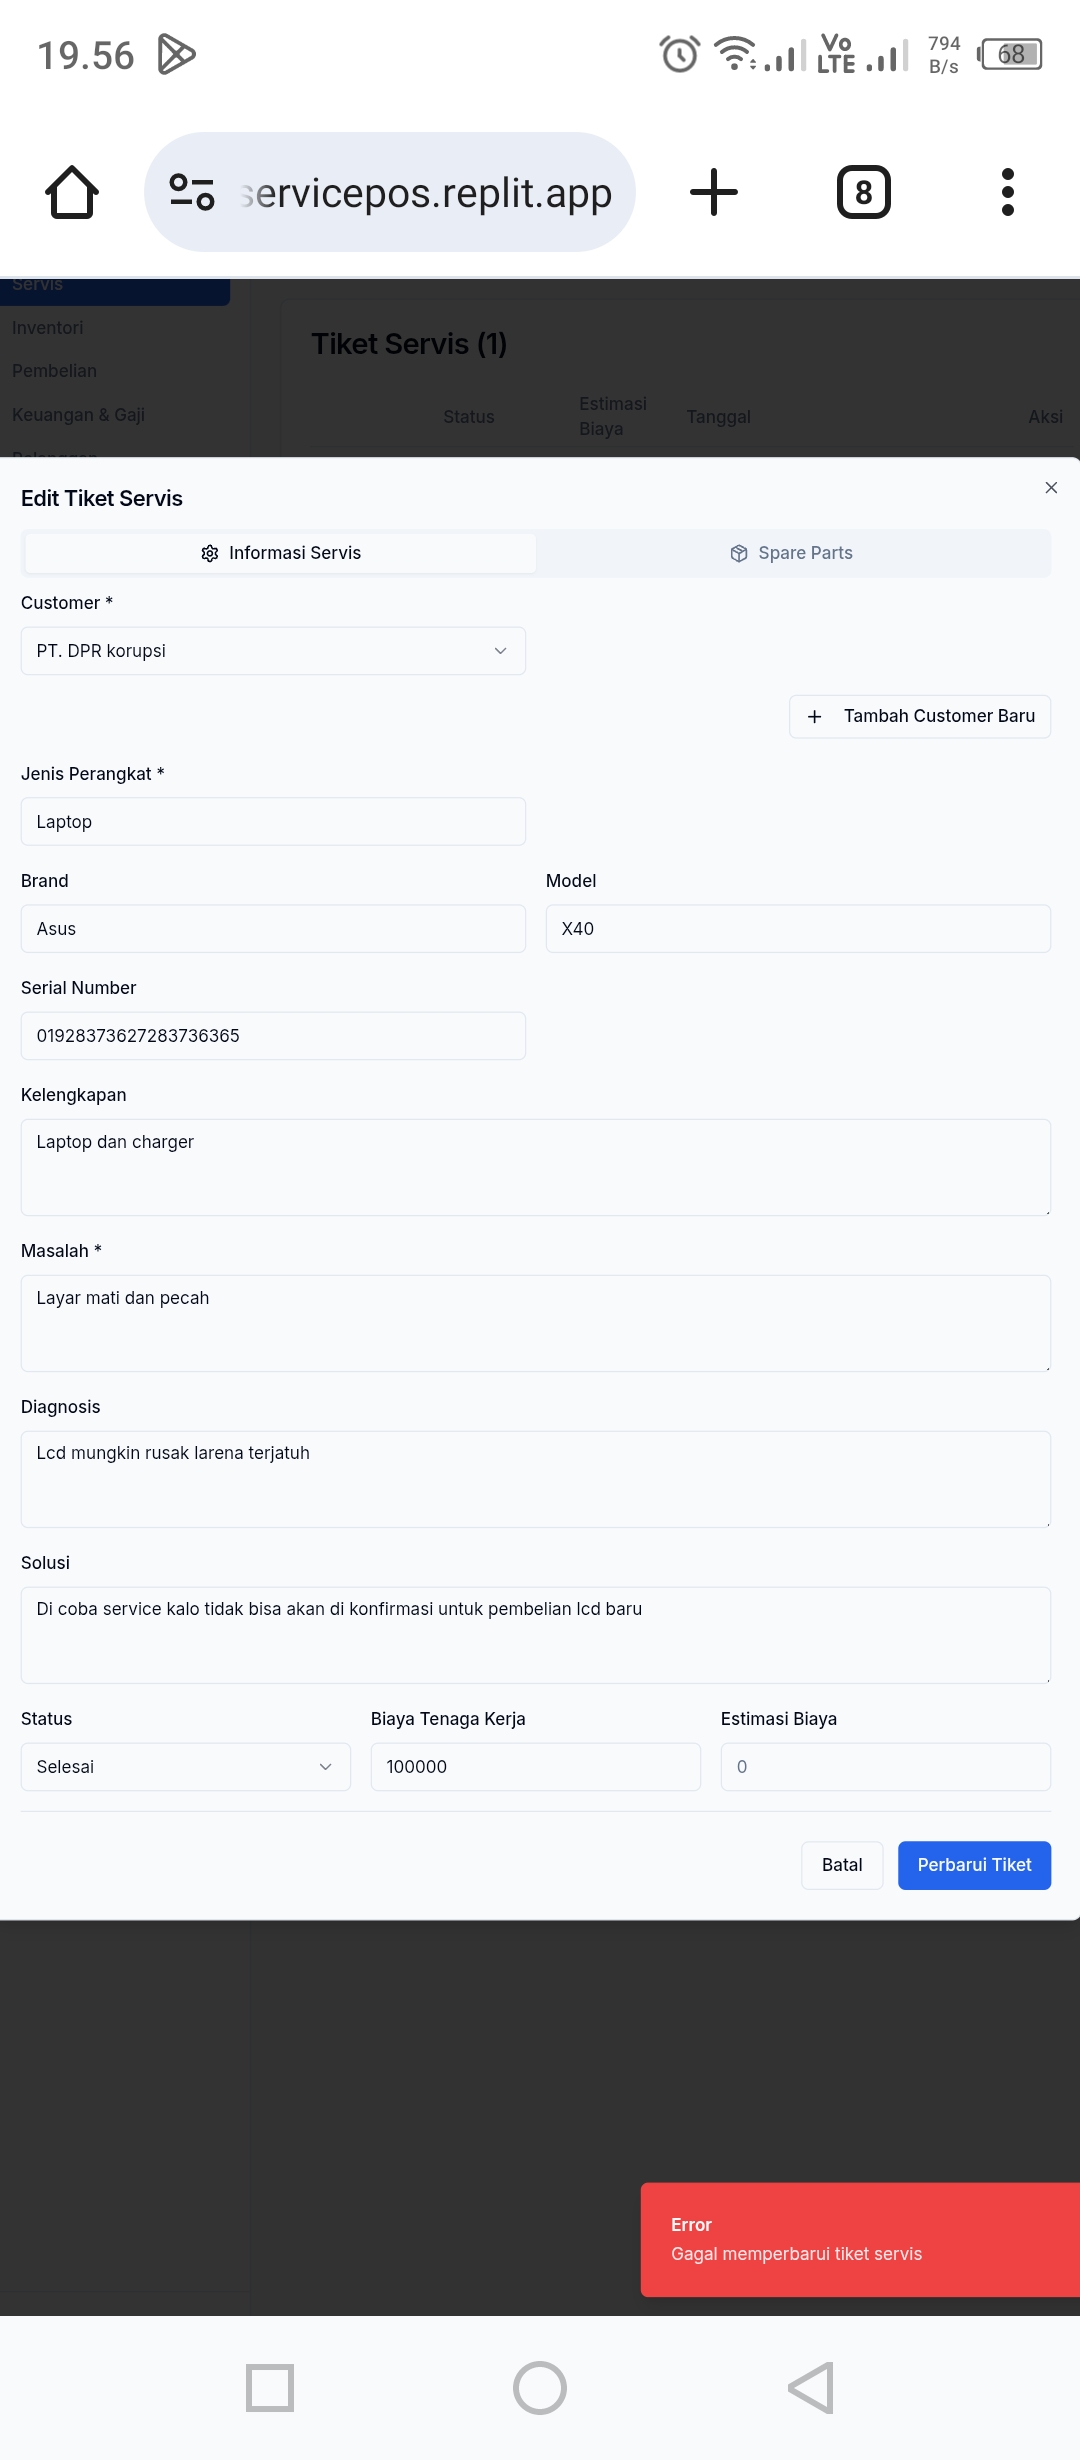 19.56
Vo
LTE
794
B/s
68
servicepos.replit.app
8
Servis
Inventori
Pembelian
Keuangan & Gaji
Pelanggan
Tiket Servis (1)
Status
Estimasi
Biaya
Tanggal
Aksi
Edit Tiket Servis
Informasi Servis
Spare Parts
Customer *
PT. DPR korupsi
Tambah Customer Baru
Jenis Perangkat *
Laptop
Brand
Model
Asus
X40
Serial Number
01928373627283736365
Kelengkapan
Laptop dan charger
Masalah *
Layar mati dan pecah
Diagnosis
Lcd mungkin rusak larena terjatuh
Solusi
Di coba service kalo tidak bisa akan di konfirmasi untuk pembelian lcd baru
Status
Biaya Tenaga Kerja
Estimasi Biaya
Selesai
100000
0
Batal
Perbarui Tiket
Error
Gagal memperbarui tiket servis